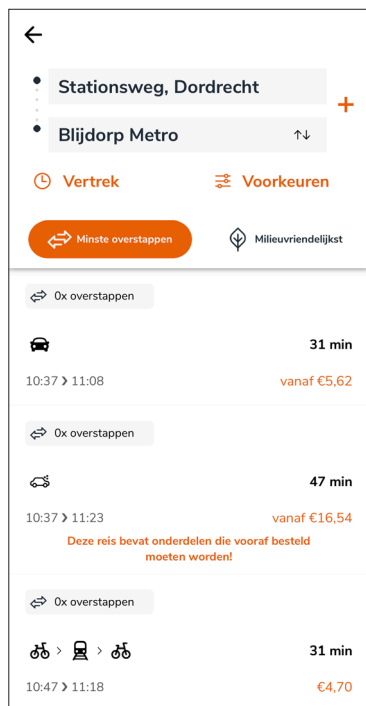 Stationsweg, Dordrecht
Blijdorp Metro
Vertrek
Voorkeuren
Minste overstappen
Milieuvriendelijkst
0x overstappen
31 min
10:37 › 11:08
vanaf €5,62
0x overstappen
47 min
10:37 › 11:23
vanaf €16,54
Deze reis bevat onderdelen die vooraf besteld
moeten worden!
0x overstappen
31 min
10:47 › 11:18
€4,70